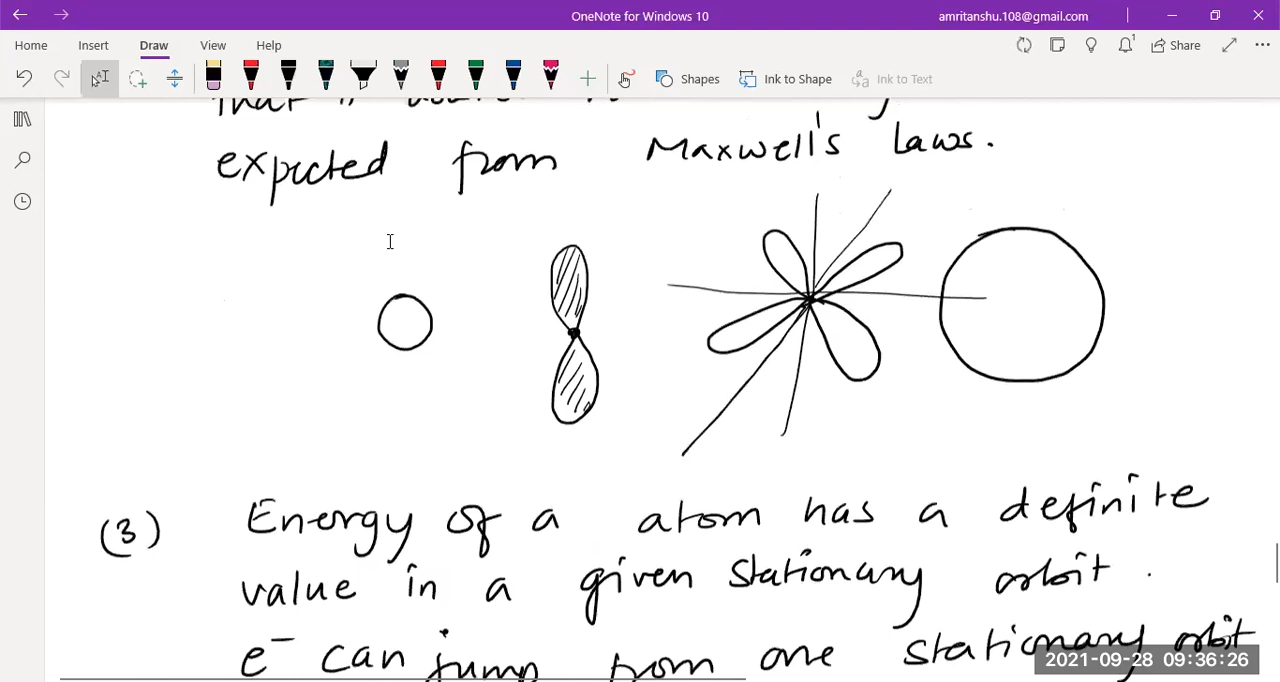 OneNote for Windows 10
amritanshu.108@gmail.com
Home Insert Draw View Help
Share
Shapes Ink to Shape Ink to Text
that
expected from Maxwell's laws.
(3) Energy of a atom has a definite
value in a given stationary orbit.
e⁻ can jump from one stationary orbit
2021-09-28 09:36:26